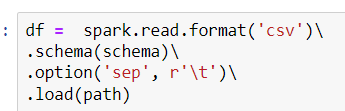 : df =  spark.read.format('csv')\
.schema(schema)\
.option('sep', r'\t')\
.load(path)